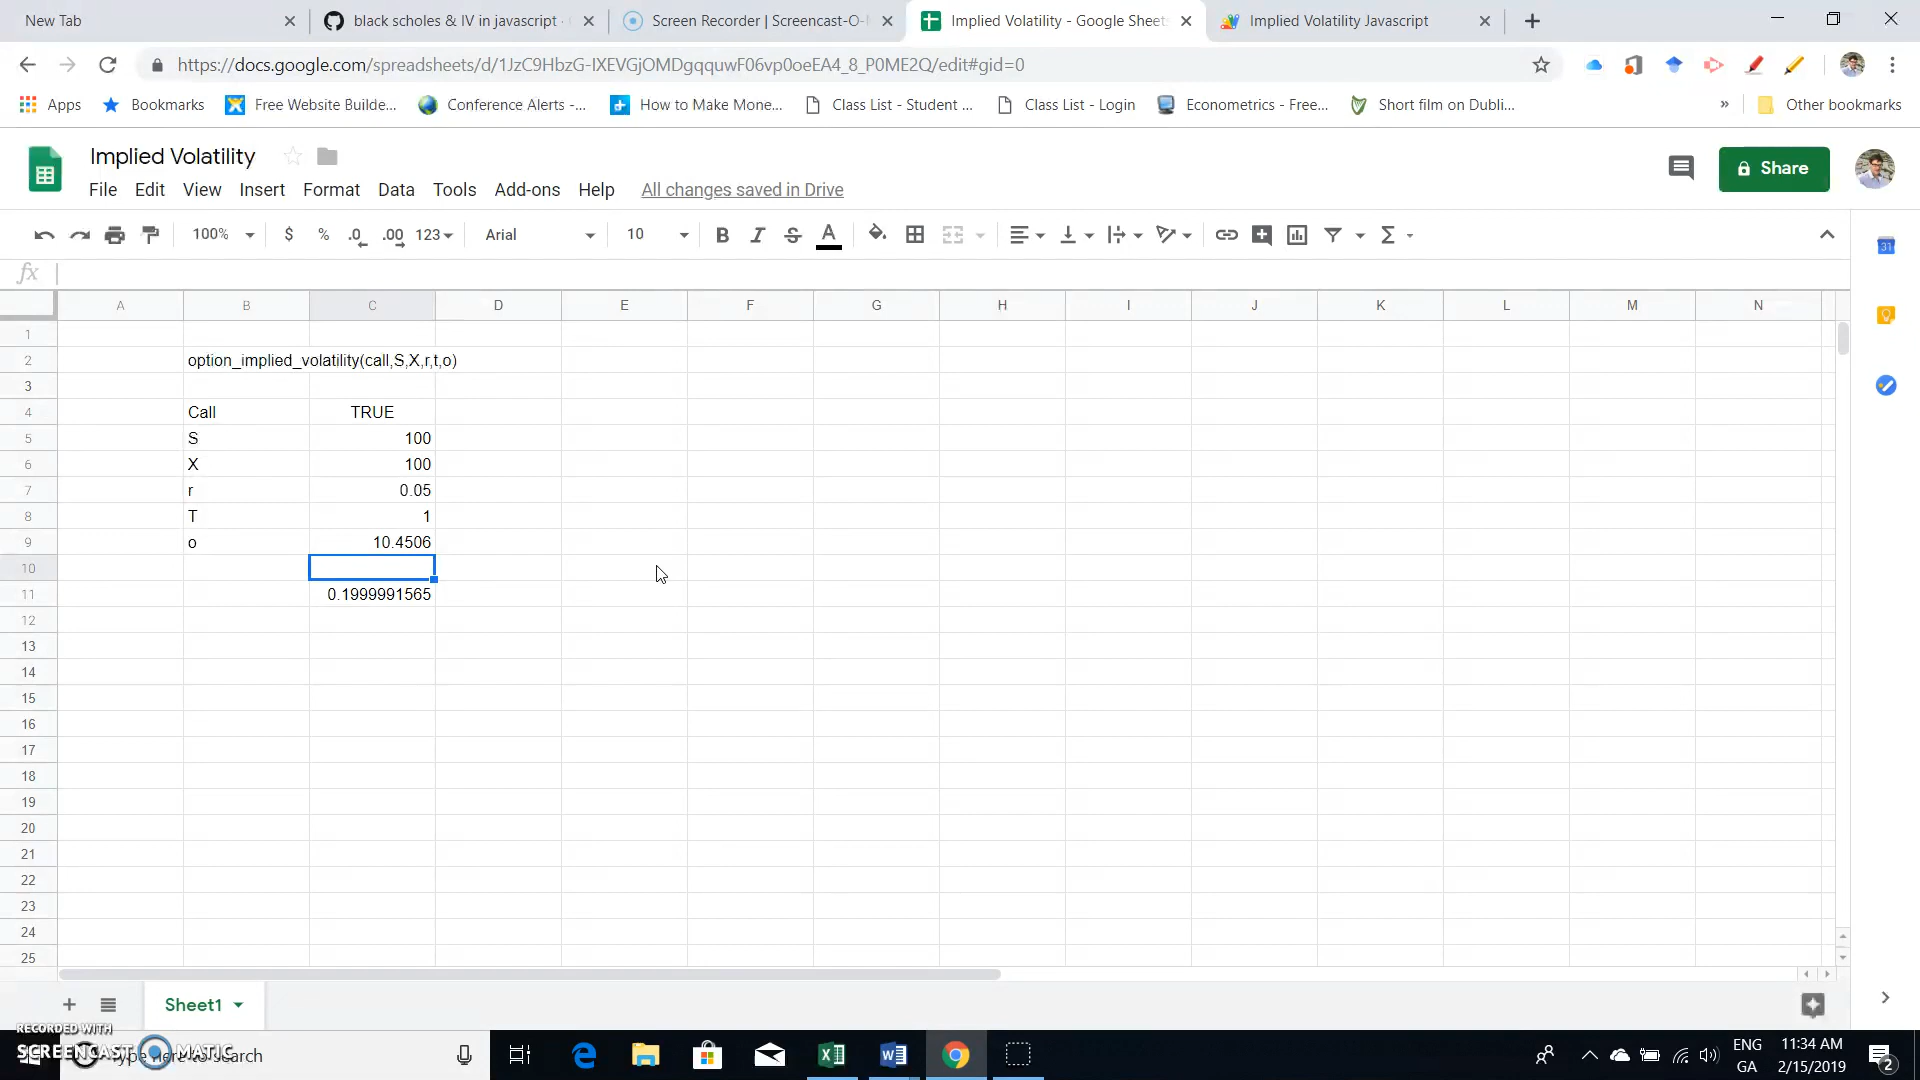 New Tab
black scholes & IV in javascript ·
Screen Recorder | Screencast-O-
Implied Volatility - Google Sheets
Implied Volatility Javascript
https://docs.google.com/spreadsheets/d/1JzC9HbzG-IXEVGjOMDgqquwF06vp0oeEA4_8_P0ME2Q/edit#gid=0
Apps
Bookmarks
Free Website Builde...
Conference Alerts -...
How to Make Mone...
Class List - Student ...
Class List - Login
Econometrics - Free...
Short film on Dubli...
»
Other bookmarks
Implied Volatility
File Edit View Insert Format Data Tools Add-ons Help All changes saved in Drive
Share
100% $ % .0 .00 123 Arial 10 B I S A Σ
31
fx
A B C D E F G H I J K L M N
1
2 option_implied_volatility(call,S,X,r,t,o)
3
4 Call TRUE
5 S 100
6 X 100
7 r 0.05
8 T 1
9 o 10.4506
10
11 0.1999991565
12
13
14
15
16
17
18
19
20
21
22
23
24
25
Sheet1
RECORDED WITH
SCREENCAST MATIC
Type here to search
ENG
GA
11:34 AM
2/15/2019
2